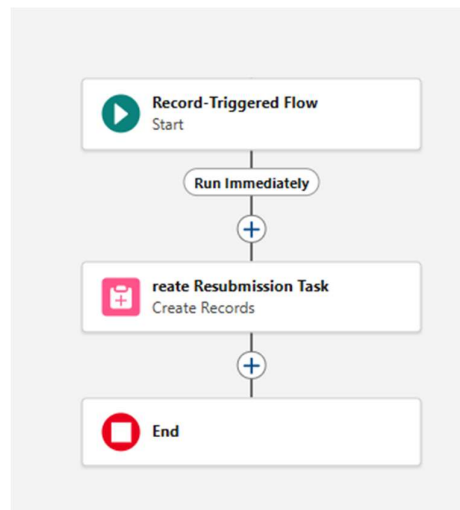 Record-Triggered Flow
Start
Run Immediately
reate Resubmission Task
Create Records
End